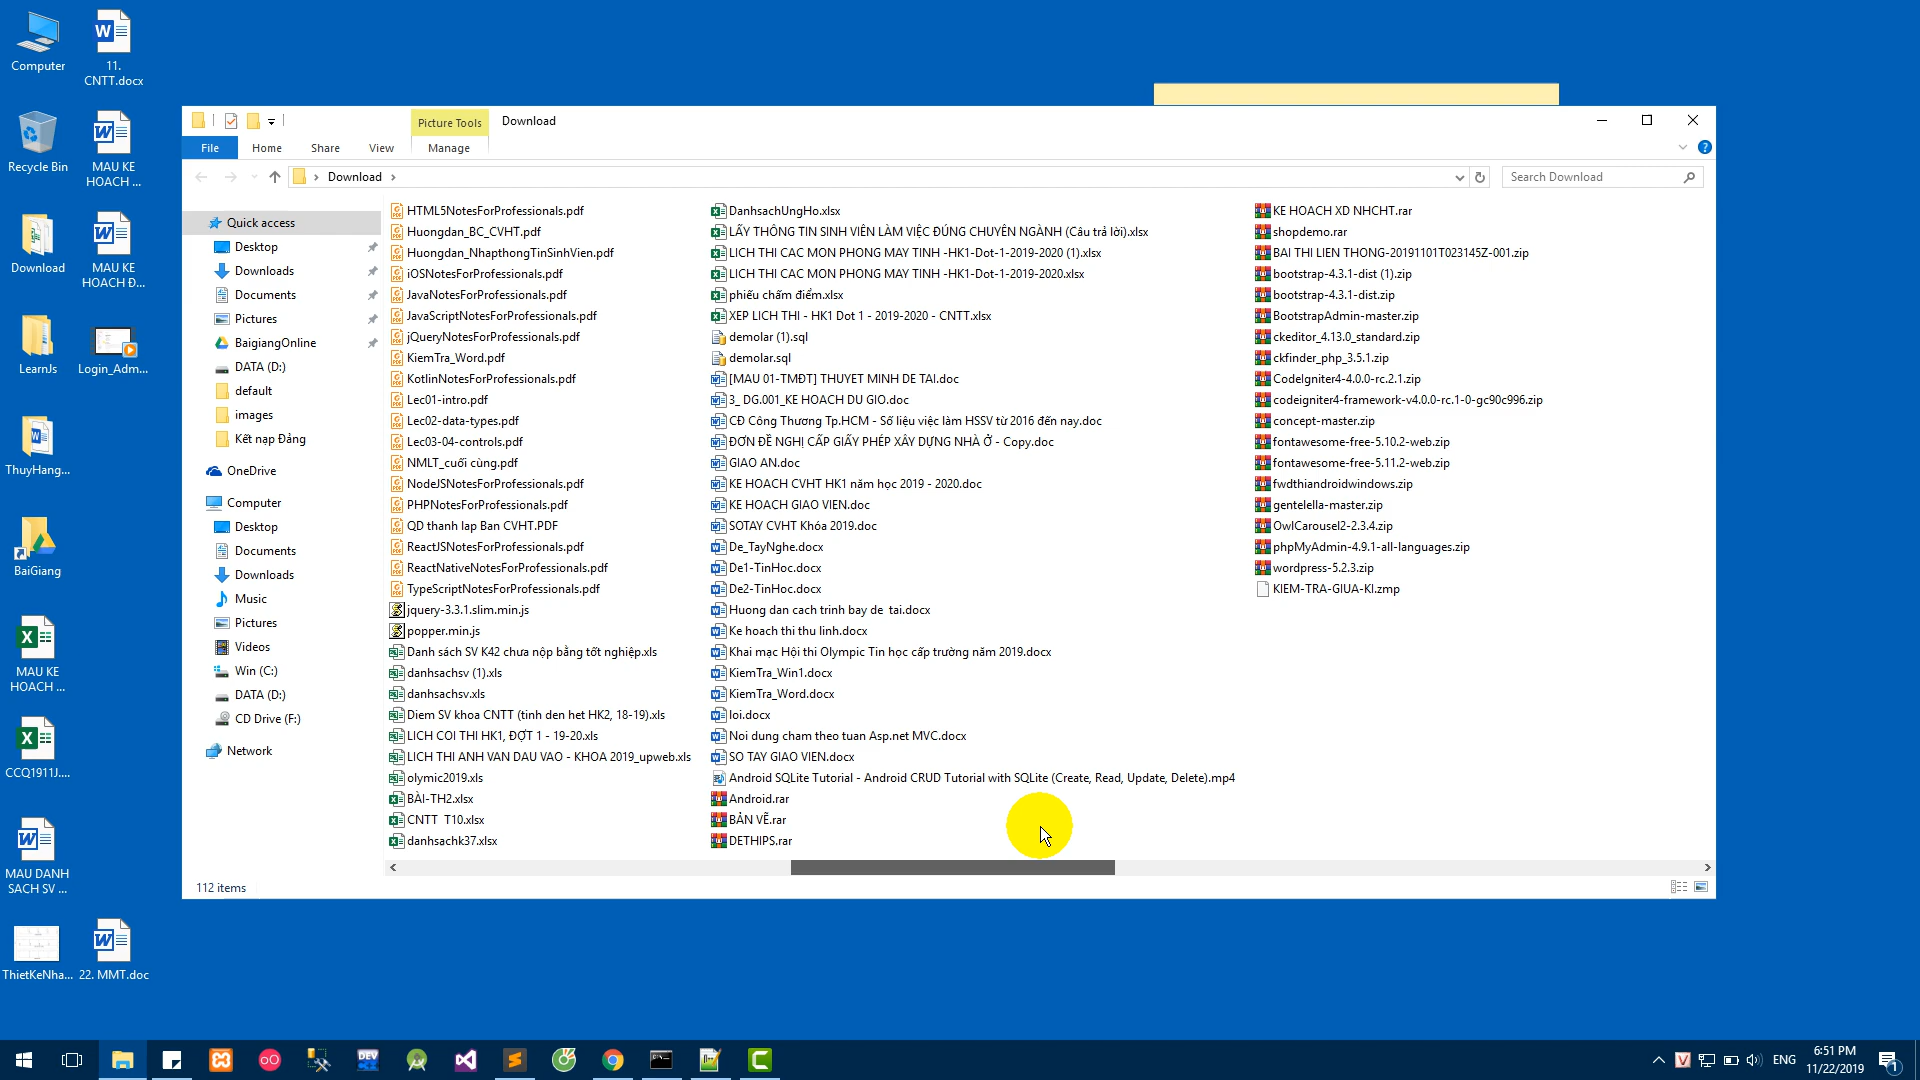 Computer
11.
CNTT.docx
Recycle Bin
MAU KE
HOACH ...
Download
MAU KE
HOACH Đ...
LearnJs
Login_Adm...
ThuyHang...
BaiGiang
MAU KE
HOACH ...
CCQ1911J....
MAU DANH
SACH SV ...
ThietKeNha...
22. MMT.doc
Picture Tools
Download
File
Home
Share
View
Manage
Download
Search Download
Quick access
Desktop
Downloads
Documents
Pictures
BaigiangOnline
DATA (D:)
default
images
Kết nạp Đảng
OneDrive
Computer
Desktop
Documents
Downloads
Music
Pictures
Videos
Win (C:)
DATA (D:)
CD Drive (F:)
Network
HTML5NotesForProfessionals.pdf
Huongdan_BC_CVHT.pdf
Huongdan_NhapthongTinSinhVien.pdf
iOSNotesForProfessionals.pdf
JavaNotesForProfessionals.pdf
JavaScriptNotesForProfessionals.pdf
jQueryNotesForProfessionals.pdf
KiemTra_Word.pdf
KotlinNotesForProfessionals.pdf
Lec01-intro.pdf
Lec02-data-types.pdf
Lec03-04-controls.pdf
NMLT_cuối cùng.pdf
NodeJSNotesForProfessionals.pdf
PHPNotesForProfessionals.pdf
QD thanh lap Ban CVHT.PDF
ReactJSNotesForProfessionals.pdf
ReactNativeNotesForProfessionals.pdf
TypeScriptNotesForProfessionals.pdf
jquery-3.3.1.slim.min.js
popper.min.js
Danh sách SV K42 chưa nộp bằng tốt nghiệp.xls
danhsachsv (1).xls
danhsachsv.xls
Diem SV khoa CNTT (tinh den het HK2, 18-19).xls
LICH COI THI HK1, ĐỢT 1 - 19-20.xls
LICH THI ANH VAN DAU VAO - KHOA 2019_upweb.xls
olymic2019.xls
BÀI-TH2.xlsx
CNTT T10.xlsx
danhsachk37.xlsx
DanhsachUngHo.xlsx
LẤY THÔNG TIN SINH VIÊN LÀM VIỆC ĐÚNG CHUYÊN NGÀNH (Câu trả lời).xlsx
LICH THI CAC MON PHONG MAY TINH -HK1-Dot-1-2019-2020 (1).xlsx
LICH THI CAC MON PHONG MAY TINH -HK1-Dot-1-2019-2020.xlsx
phiếu chấm điểm.xlsx
XEP LICH THI - HK1 Dot 1 - 2019-2020 - CNTT.xlsx
demolar (1).sql
demolar.sql
[MAU 01-TMĐT] THUYET MINH DE TAI.doc
3_ DG.001_KE HOACH DU GIO.doc
CĐ Công Thương Tp.HCM - Số liệu việc làm HSSV từ 2016 đến nay.doc
ĐƠN ĐỀ NGHỊ CẤP GIẤY PHÉP XÂY DỰNG NHÀ Ở - Copy.doc
GIAO AN.doc
KE HOACH CVHT HK1 năm học 2019 - 2020.doc
KE HOACH GIAO VIEN.doc
SOTAY CVHT Khóa 2019.doc
De_TayNghe.docx
De1-TinHoc.docx
De2-TinHoc.docx
Huong dan cach trinh bay de tai.docx
Ke hoach thi thu linh.docx
Khai mạc Hội thi Olympic Tin học cấp trường năm 2019.docx
KiemTra_Win1.docx
KiemTra_Word.docx
loi.docx
Noi dung cham theo tuan Asp.net MVC.docx
SO TAY GIAO VIEN.docx
Android SQLite Tutorial - Android CRUD Tutorial with SQLite (Create, Read, Update, Delete).mp4
Android.rar
BẢN VẼ.rar
DETHIPS.rar
KE HOACH XD NHCHT.rar
shopdemo.rar
BAI THI LIEN THONG-20191101T023145Z-001.zip
bootstrap-4.3.1-dist (1).zip
bootstrap-4.3.1-dist.zip
BootstrapAdmin-master.zip
ckeditor_4.13.0_standard.zip
ckfinder_php_3.5.1.zip
CodeIgniter4-4.0.0-rc.2.1.zip
codeigniter4-framework-v4.0.0-rc.1-0-gc90c996.zip
concept-master.zip
fontawesome-free-5.10.2-web.zip
fontawesome-free-5.11.2-web.zip
fwdthiandroidwindows.zip
gentelella-master.zip
OwlCarousel2-2.3.4.zip
phpMyAdmin-4.9.1-all-languages.zip
wordpress-5.2.3.zip
KIEM-TRA-GIUA-KI.zmp
112 items
DEV
ENG
6:51 PM
11/22/2019
1